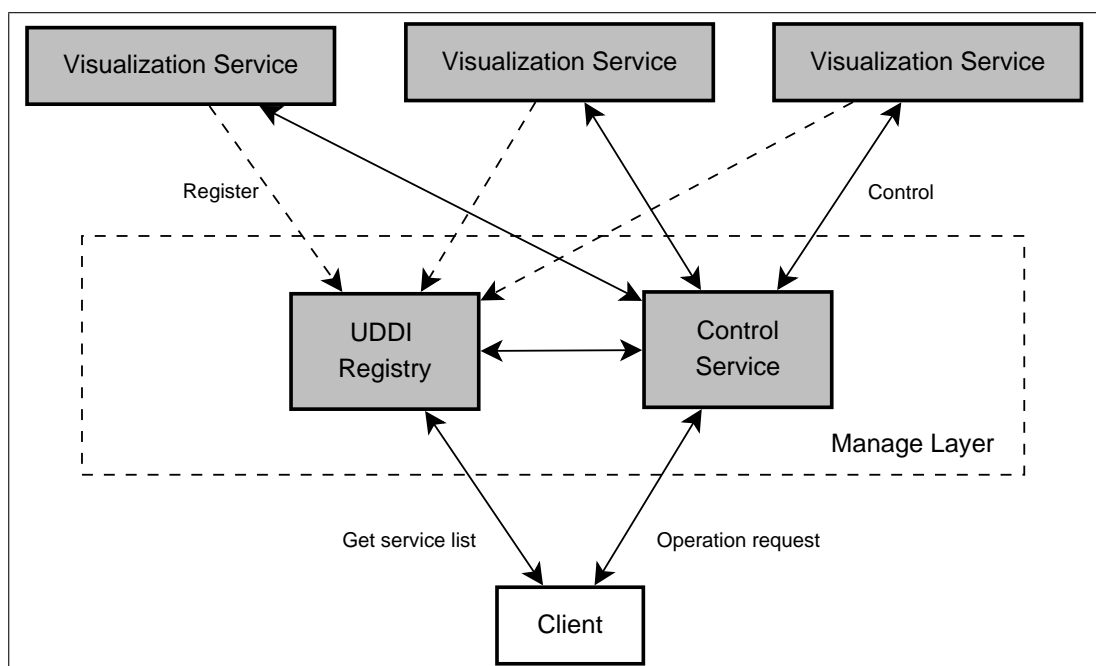 Visualization Service
Visualization Service
Visualization Service
Register
Control
UDDI
Registry
Control
Service
Manage Layer
Get service list
Operation request
Client